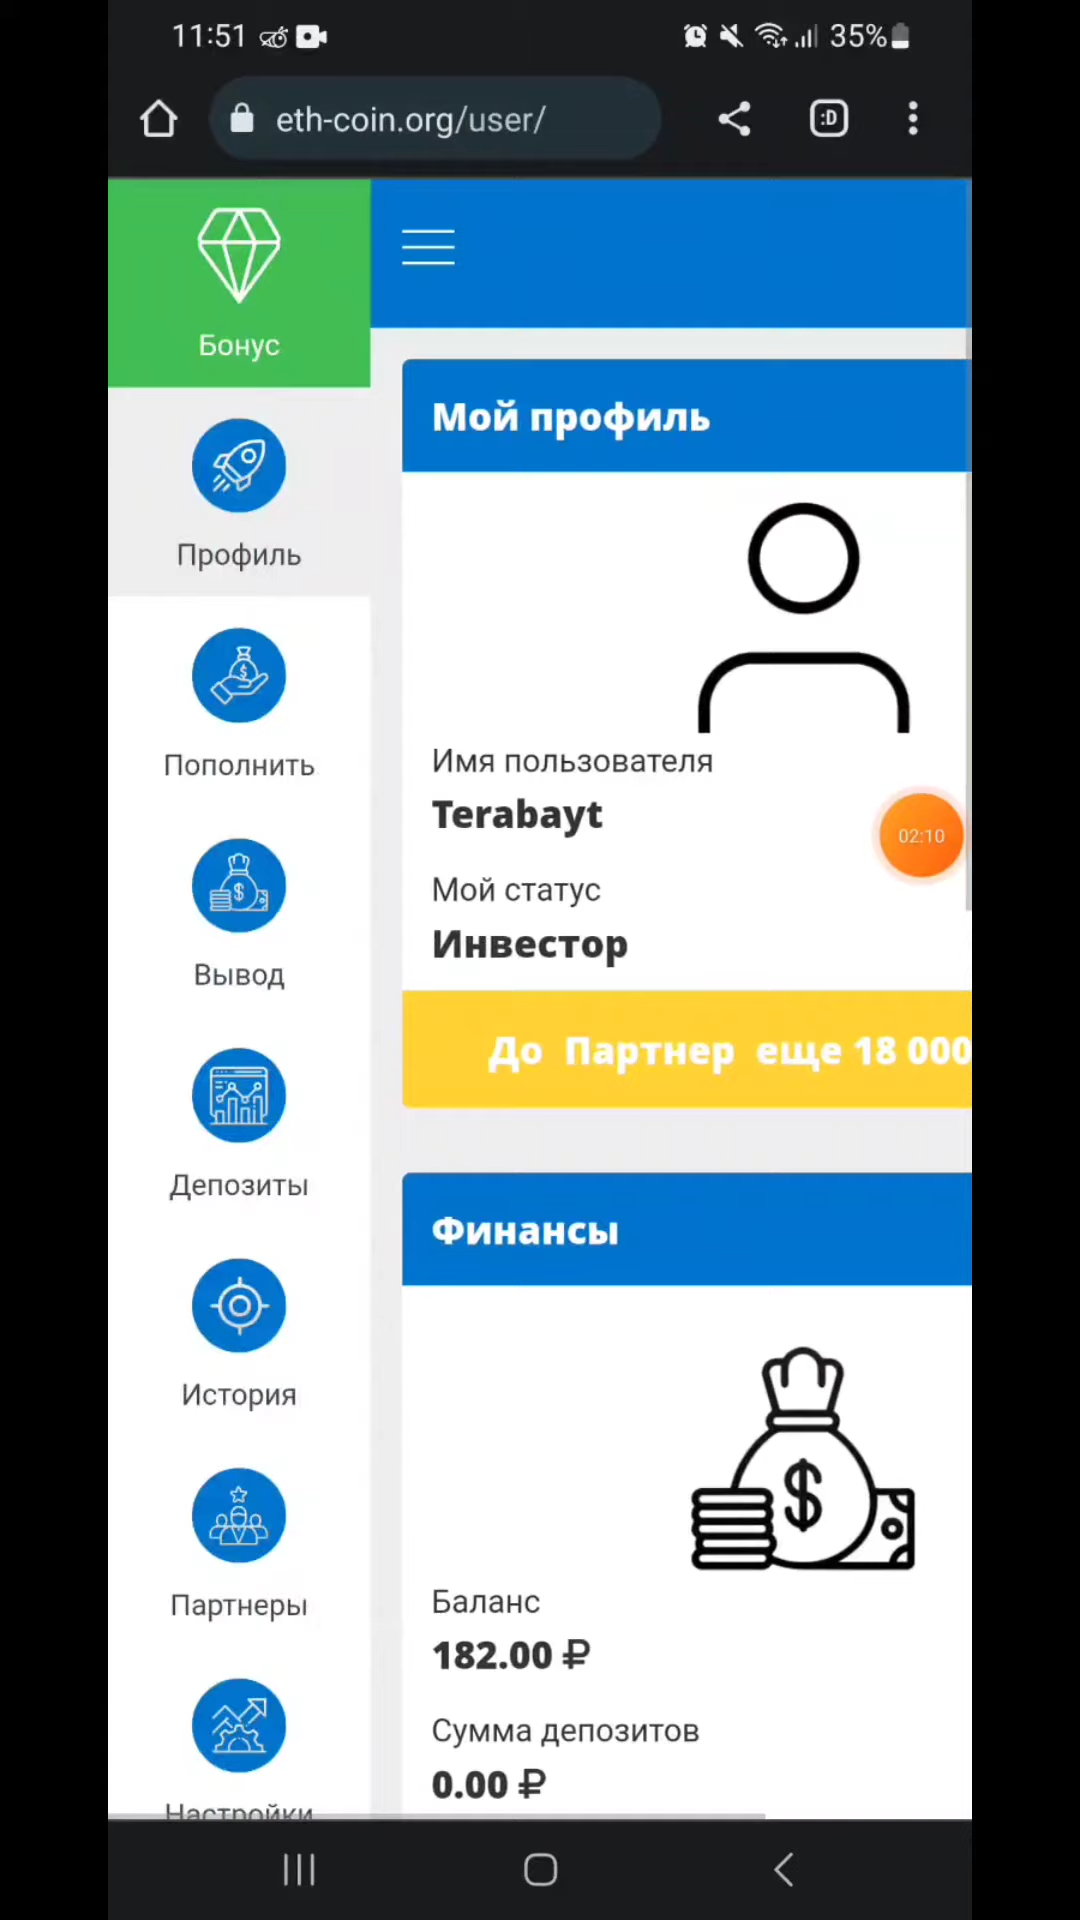 11:51
35%
eth-coin.org/user/
:D
Бонус
Профиль
Пополнить
Вывод
Депозиты
История
Партнеры
Настройки
Мой профиль
Имя пользователя
Terabayt
02:10
Мой статус
Инвестор
До Партнер еще 18 000
Финансы
Баланс
182.00 ₽
Сумма депозитов
0.00 ₽